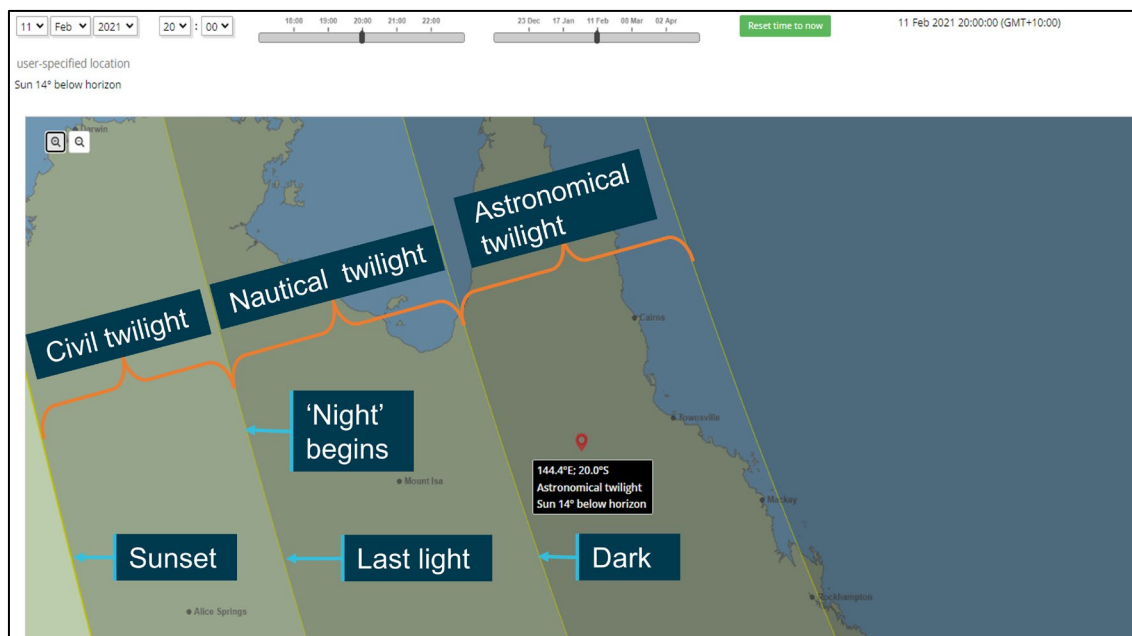 11 Feb 2021 20 : 00
18:00 19:00 20:00 21:00 22:00
23 Dec 17 Jan 11 Feb 08 Mar 02 Apr
Reset time to now
11 Feb 2021 20:00:00 (GMT+10:00)
user-specified location
Sun 14° below horizon
Darwin
Astronomical
twilight
Nautical twilight
Civil twilight
Cairns
'Night'
begins
Townsville
144.4°E; 20.0°S
Astronomical twilight
Sun 14° below horizon
Mount Isa
Mackay
Sunset
Last light
Dark
Rockhampton
Alice Springs